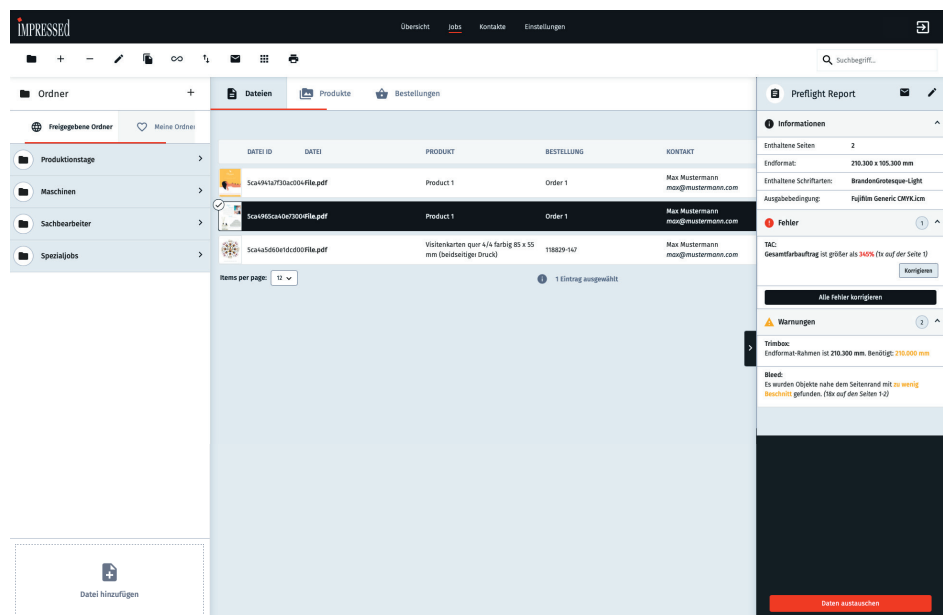 iMPRESSEd
Übersicht Jobs Kontakte Einstellungen
Suchbegriff...
Ordner
Freigegebene Ordner Meine Ordner
Produktionstage
Maschinen
Sachbearbeiter
Spezialjobs
Datei hinzufügen
Dateien Produkte Bestellungen
DATEI ID DATEI PRODUKT BESTELLUNG KONTAKT
5ca4941a7f30ac004 File.pdf Product 1 Order 1 Max Mustermann
max@mustermann.com
5ca4965ca40e73004 File.pdf Product 1 Order 1 Max Mustermann
max@mustermann.com
5ca4a5d60e1dcd00 File.pdf Visitenkarten quer 4/4 farbig 85 x 55 118829-147 Max Mustermann
mm (beidseitiger Druck) max@mustermann.com
Items per page: 12
1 Eintrag ausgewählt
Preflight Report
Informationen
Enthaltene Seiten 2
Endformat: 210.300 x 105.300 mm
Enthaltene Schriftarten: BrandonGrotesque-Light
Ausgabebedingung: Fujifilm Generic CMYK.icm
Fehler 1
TAC:
Gesamtfarbauftrag ist größer als 345% (1x auf der Seite 1)
Korrigieren
Alle Fehler korrigieren
Warnungen 2
Trimbox:
Endformat-Rahmen ist 210.300 mm. Benötigt: 210.000 mm
Bleed:
Es wurden Objekte nahe dem Seitenrand mit zu wenig
Beschnitt gefunden. (18x auf den Seiten 1-2)
Daten austauschen